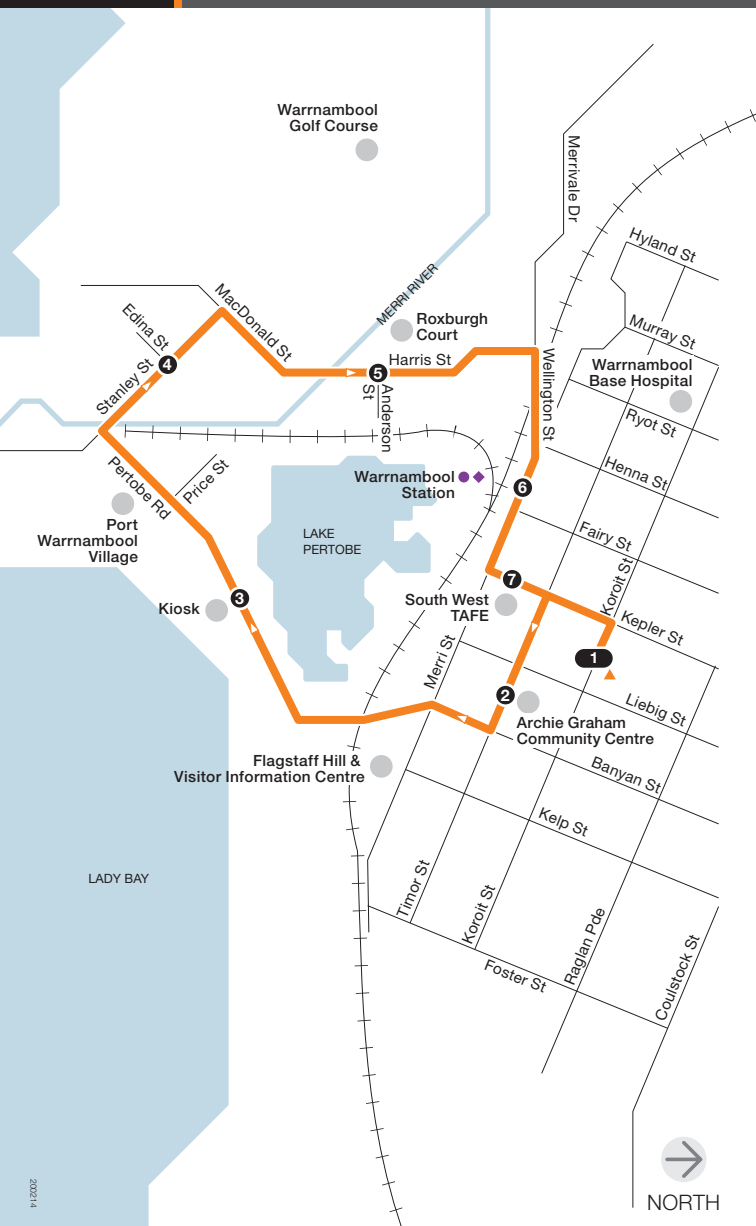 Warrnambool
Golf Course
Merrivale Dr
Hyland St
MERRI RIVER
MacDonald St
Edina St
Roxburgh
Court
Murray St
Warrnambool
Base Hospital
4
Stanley St
5
Harris St
Anderson
St
Wellington St
Ryot St
Henna St
Pertobe Rd
Price St
Port
Warrnambool
Village
Warrnambool
Station
6
LAKE
PERTOBE
Fairy St
Koroit St
7
Kiosk
3
South West
TAFE
Kepler St
Merri St
1
2
Archie Graham
Community Centre
Liebig St
Flagstaff Hill &
Visitor Information Centre
Banyan St
Kelp St
LADY BAY
Timor St
Koroit St
Raglan Pde
Foster St
Coulstock St
NORTH
200214